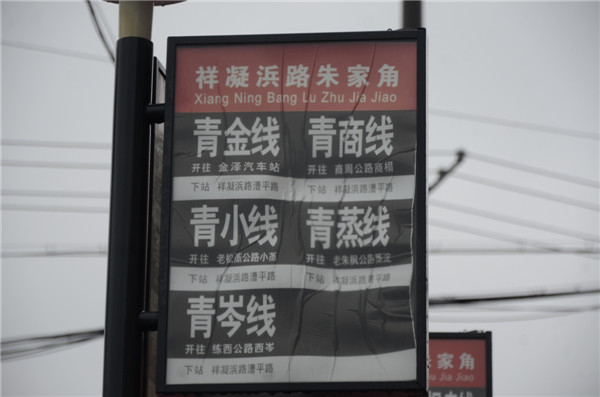 祥凝浜路朱家角
Xiang Ning Bang Lu Zhu Jia Jiao
青金线 青商线
开往 金泽汽车站 开往 商周公路商榻
下站 祥凝浜路漕平路 下站 祥凝浜路漕平路
青小线 青蒸线
开往 老松蒸公路小蒸 开往 老朱枫公路蒸淀
下站 祥凝浜路漕平路 下站 祥凝浜路漕平路
青岑线
开往 练西公路西岑
下站 祥凝浜路漕平路
家角
u Jia Jiao